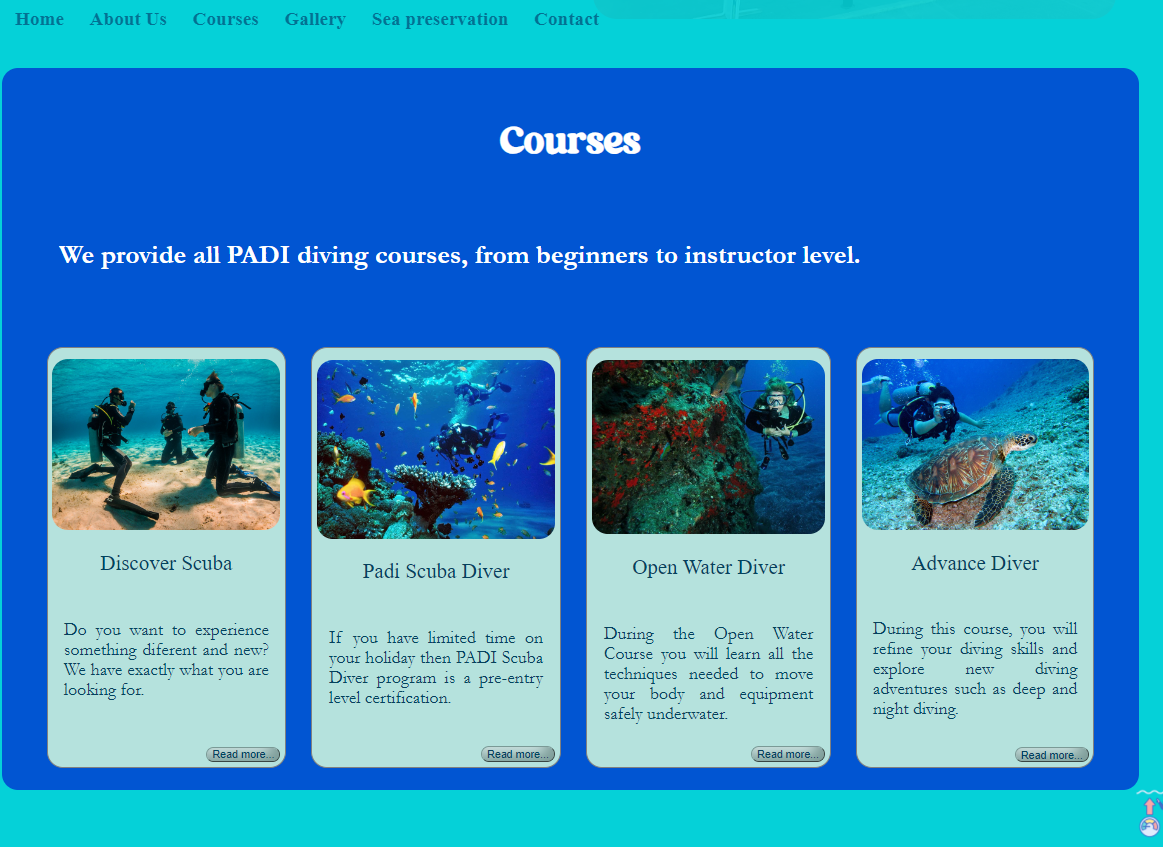 Home About Us Courses Gallery Sea preservation Contact
Courses
We provide all PADI diving courses, from beginners to instructor level.
Discover Scuba
Do you want to experience
something diferent and new?
We have exactly what you are
looking for.
Read more...
Padi Scuba Diver
If you have limited time on
your holiday then PADI Scuba
Diver program is a pre-entry
level certification.
Read more...
Open Water Diver
During the Open Water
Course you will learn all the
techniques needed to move
your body and equipment
safely underwater.
Read more...
Advance Diver
During this course, you will
refine your diving skills and
explore new diving
adventures such as deep and
night diving.
Read more...